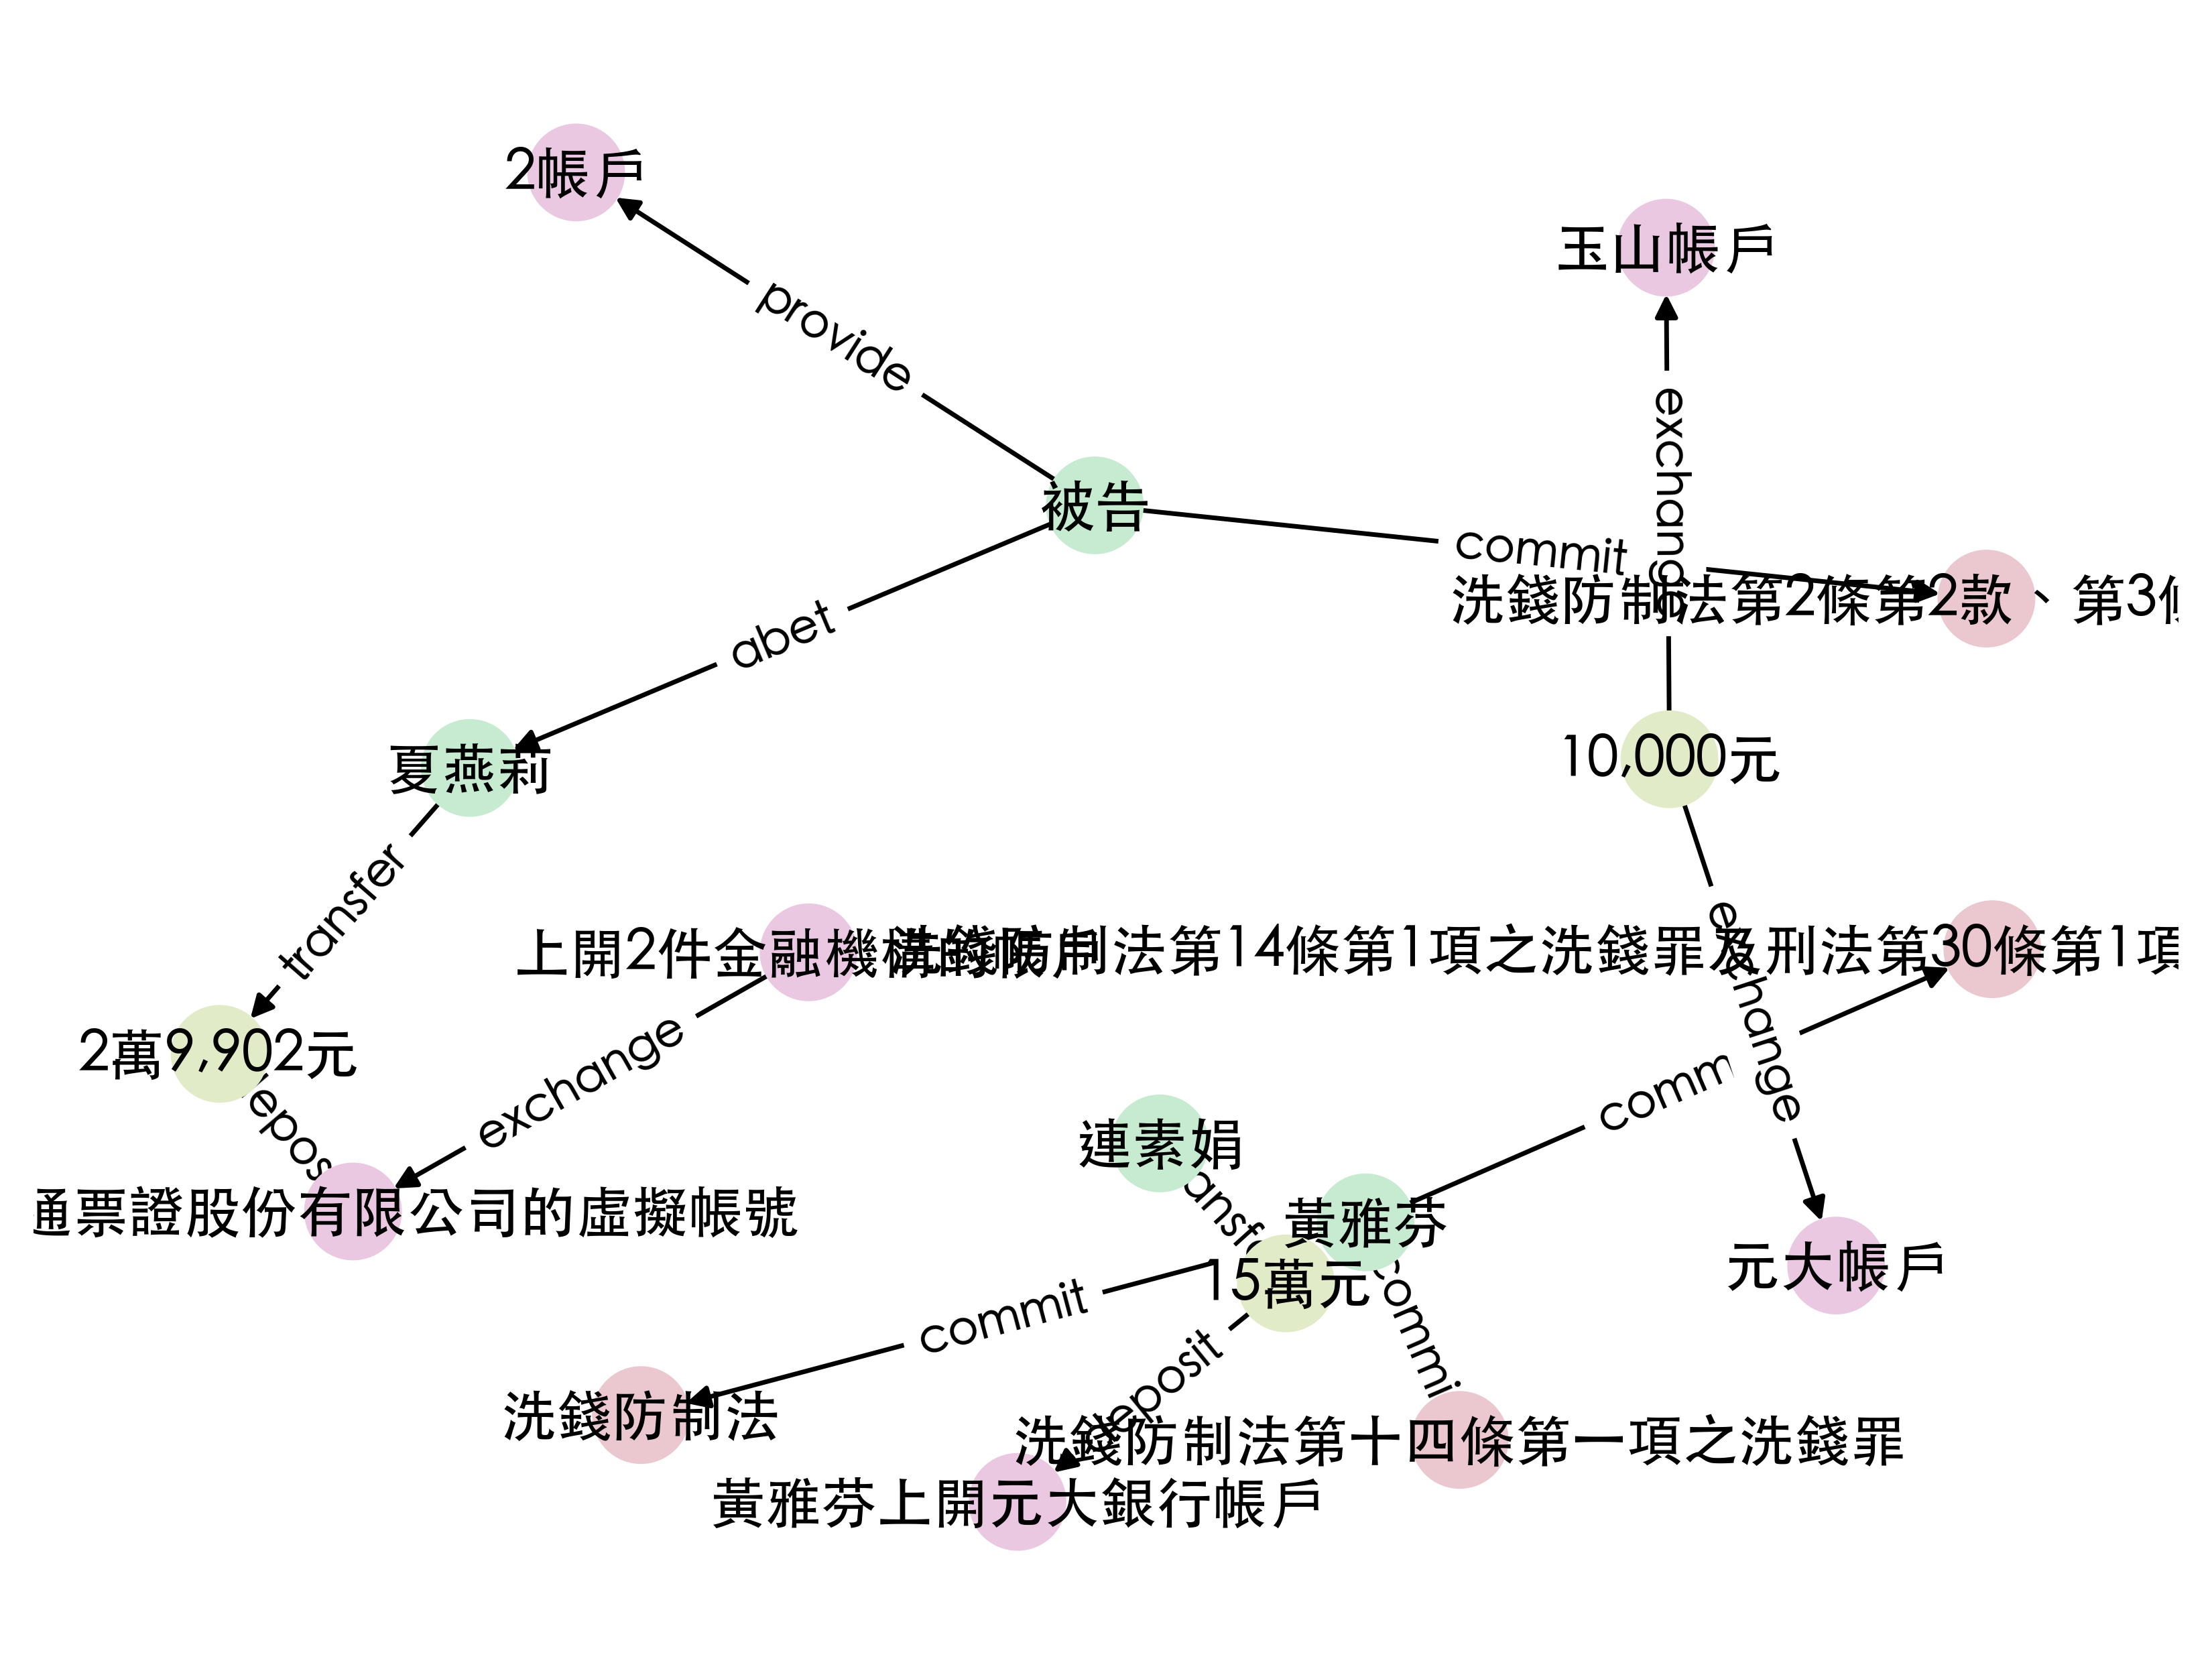 2帳戶
玉山帳戶
provide
exchange
被告
commit
洗錢防制法第2條第2款、第3
abet
夏燕莉
10,000元
transfer
上開2件金融機構的帳戶
洗錢防制法第14條第1項之洗錢罪及刑法第30條第1項
exchange
2萬9,902元
exchange
epos
comm
連素娟
ansf
通票證股份有限公司的虛擬帳號
黃雅芬
元大帳戶
15萬元
commit
commi
eposit
洗錢防制法
洗錢防制法第十四條第一項之洗錢罪
黃雅芬上開元大銀行帳戶